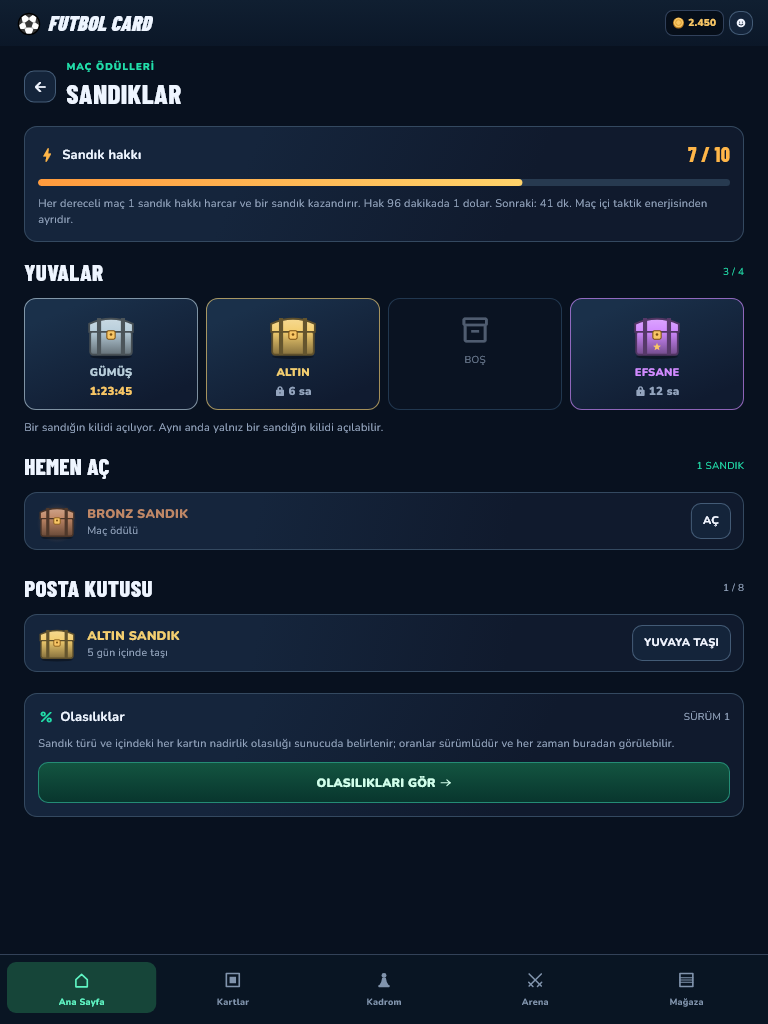 FUTBOL CARD
2.450
MAÇ ÖDÜLLERİ
SANDIKLAR
Sandık hakkı
7 / 10
Her dereceli maç 1 sandık hakkı harcar ve bir sandık kazandırır. Hak 96 dakikada 1 dolar. Sonraki: 41 dk. Maç içi taktik enerjisinden
ayrıdır.
YUVALAR
3 / 4
GÜMÜŞ
1:23:45
ALTIN
6 sa
BOŞ
EFSANE
12 sa
Bir sandığın kilidi açılıyor. Aynı anda yalnız bir sandığın kilidi açılabilir.
HEMEN AÇ
1 SANDIK
BRONZ SANDIK
Maç ödülü
AÇ
POSTA KUTUSU
1 / 8
ALTIN SANDIK
5 gün içinde taşı
YUVAYA TAŞI
Olasılıklar
SÜRÜM 1
Sandık türü ve içindeki her kartın nadirlik olasılığı sunucuda belirlenir; oranlar sürümlüdür ve her zaman buradan görülebilir.
OLASILIKLARI GÖR →
Ana Sayfa
Kartlar
Kadrom
Arena
Mağaza